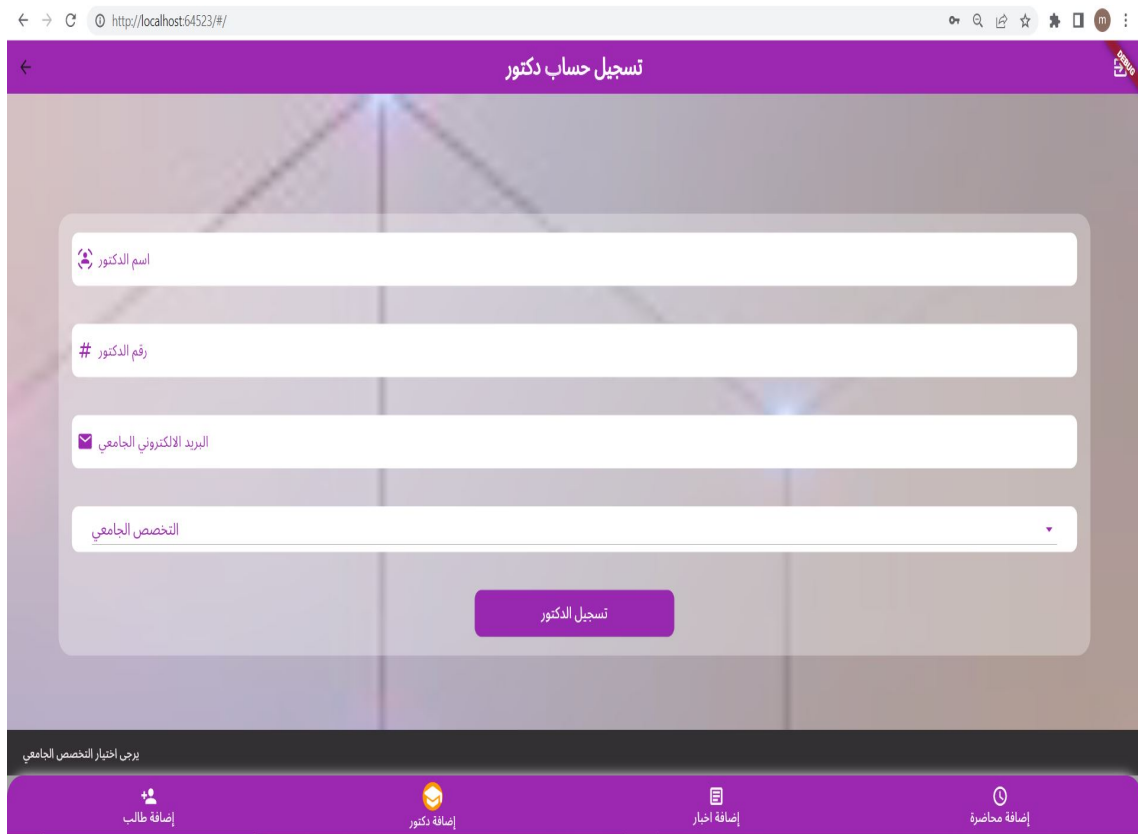 http://localhost:64523/#/
m
تسجيل حساب دكتور
DEBUG
اسم الدكتور
# رقم الدكتور
البريد الالكتروني الجامعي
التخصص الجامعي
تسجيل الدكتور
يرجى اختيار التخصص الجامعي
إضافة محاضرة
إضافة اخبار
إضافة دكتور
إضافة طالب